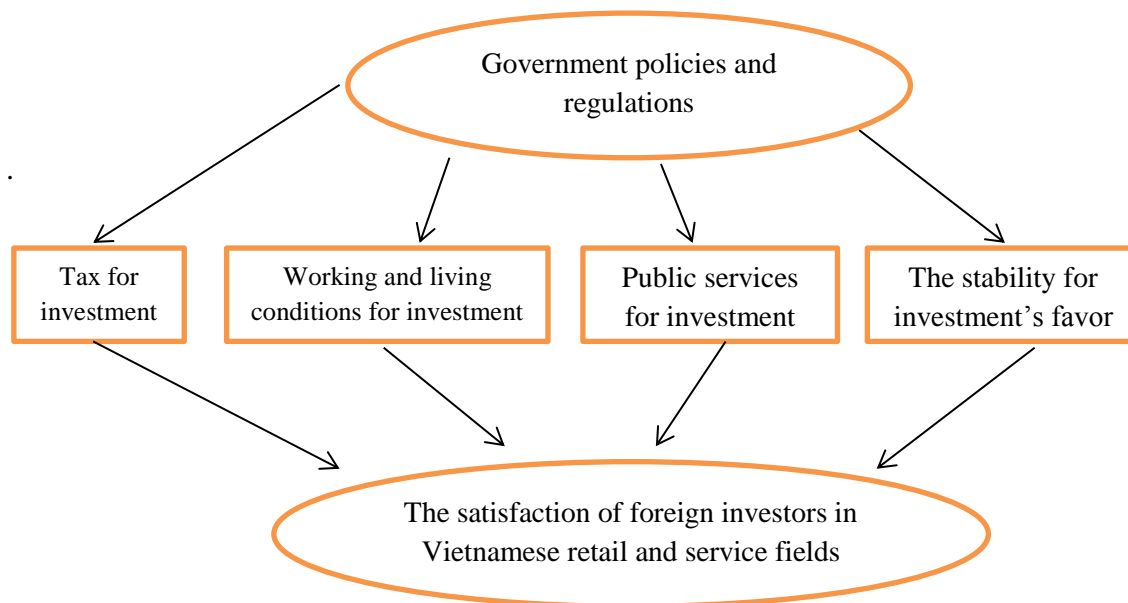 Government policies and
regulations
.
Tax for
investment
Working and living
conditions for investment
Public services
for investment
The stability for
investment’s favor
The satisfaction of foreign investors in
Vietnamese retail and service fields